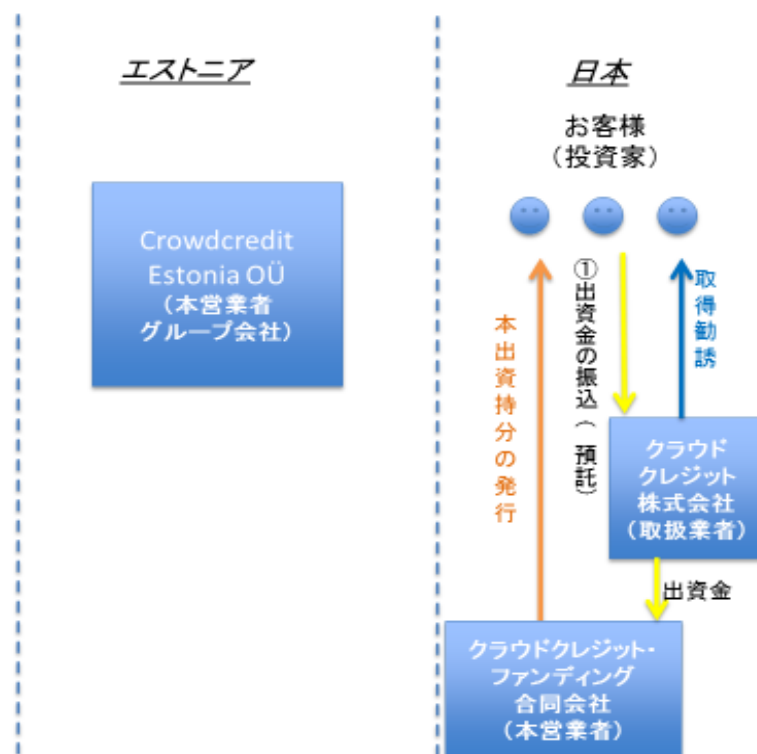 エストニア
日本
お客様
（投資家）
Crowdcredit
Estonia OÜ
（本営業者
グループ会社）
本出資持分の発行
①出資金の振込（預託）
取得勧誘
クラウド
クレジット
株式会社
（取扱業者）
出資金
クラウドクレジット・
ファンディング
合同会社
（本営業者）